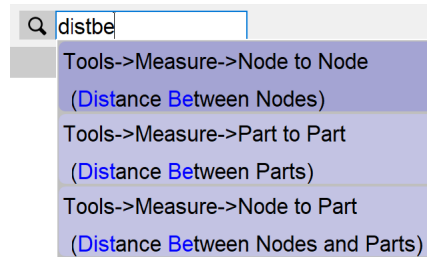 distbe
Tools->Measure->Node to Node
(Distance Between Nodes)
Tools->Measure->Part to Part
(Distance Between Parts)
Tools->Measure->Node to Part
(Distance Between Nodes and Parts)